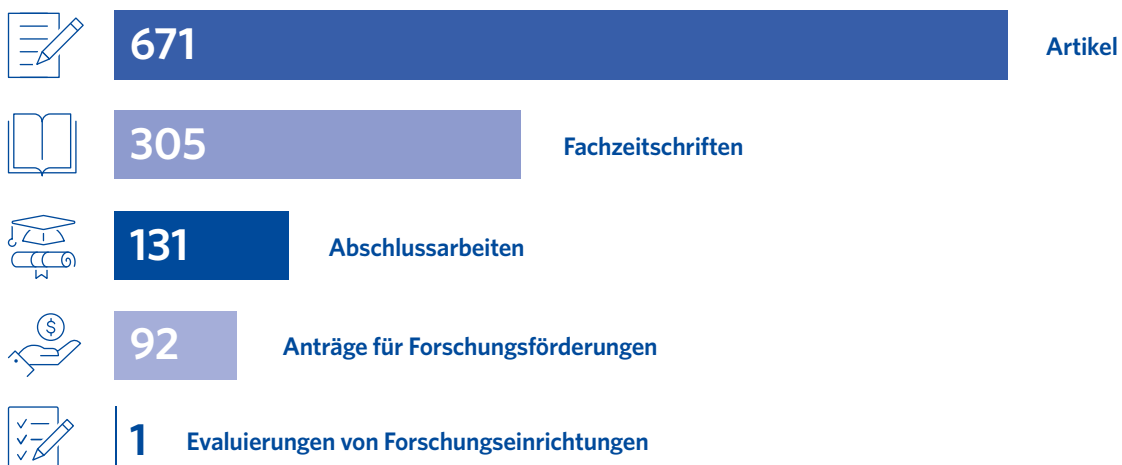 671 Artikel
305 Fachzeitschriften
131 Abschlussarbeiten
$
92 Anträge für Forschungsförderungen
1 Evaluierungen von Forschungseinrichtungen